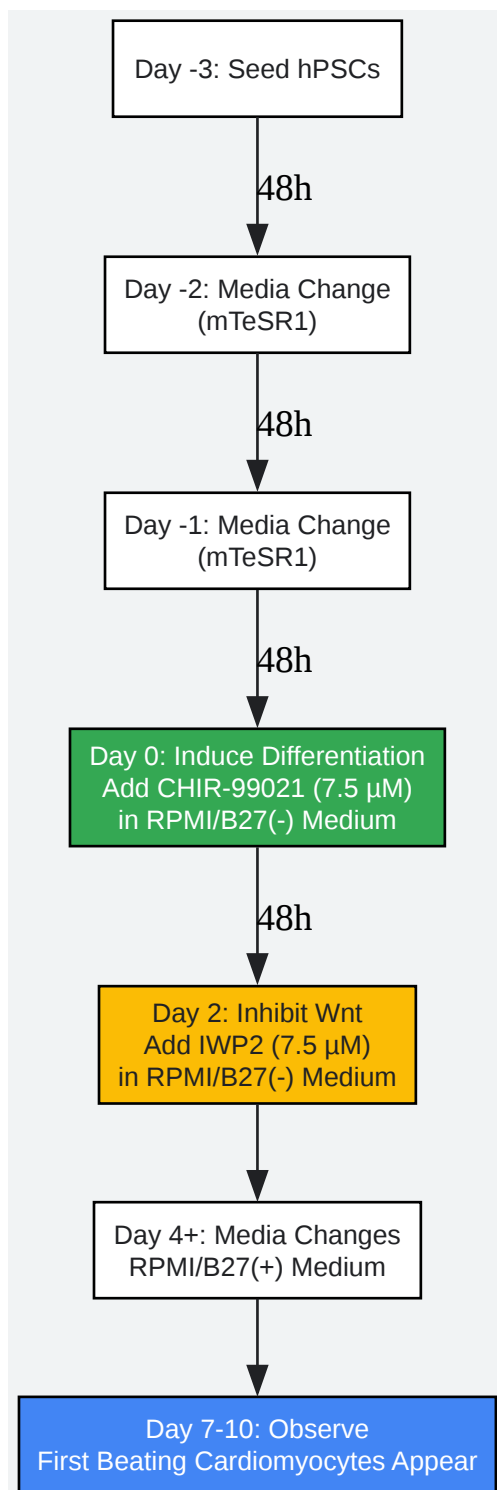 Day -3: Seed hPSCs
48h
Day -2: Media Change
(mTeSR1)
48h
Day -1: Media Change
(mTeSR1)
48h
Day 0: Induce Differentiation
Add CHIR-99021 (7.5 µM)
in RPMI/B27(-) Medium
48h
Day 2: Inhibit Wnt
Add IWP2 (7.5 µM)
in RPMI/B27(-) Medium
Day 4+: Media Changes
RPMI/B27(+) Medium
Day 7-10: Observe
First Beating Cardiomyocytes Appear